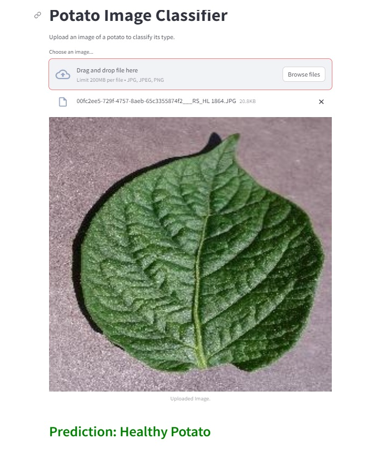 Potato Image Classifier
Upload an image of a potato to classify its type.
Choose an image...
Drag and drop file here
Limit 200MB per file • JPG, JPEG, PNG
Browse files
00fc2ee5-729f-4757-8aeb-65c3355874f2___RS_HL 1864.JPG
Uploaded Image.
Prediction: Healthy Potato